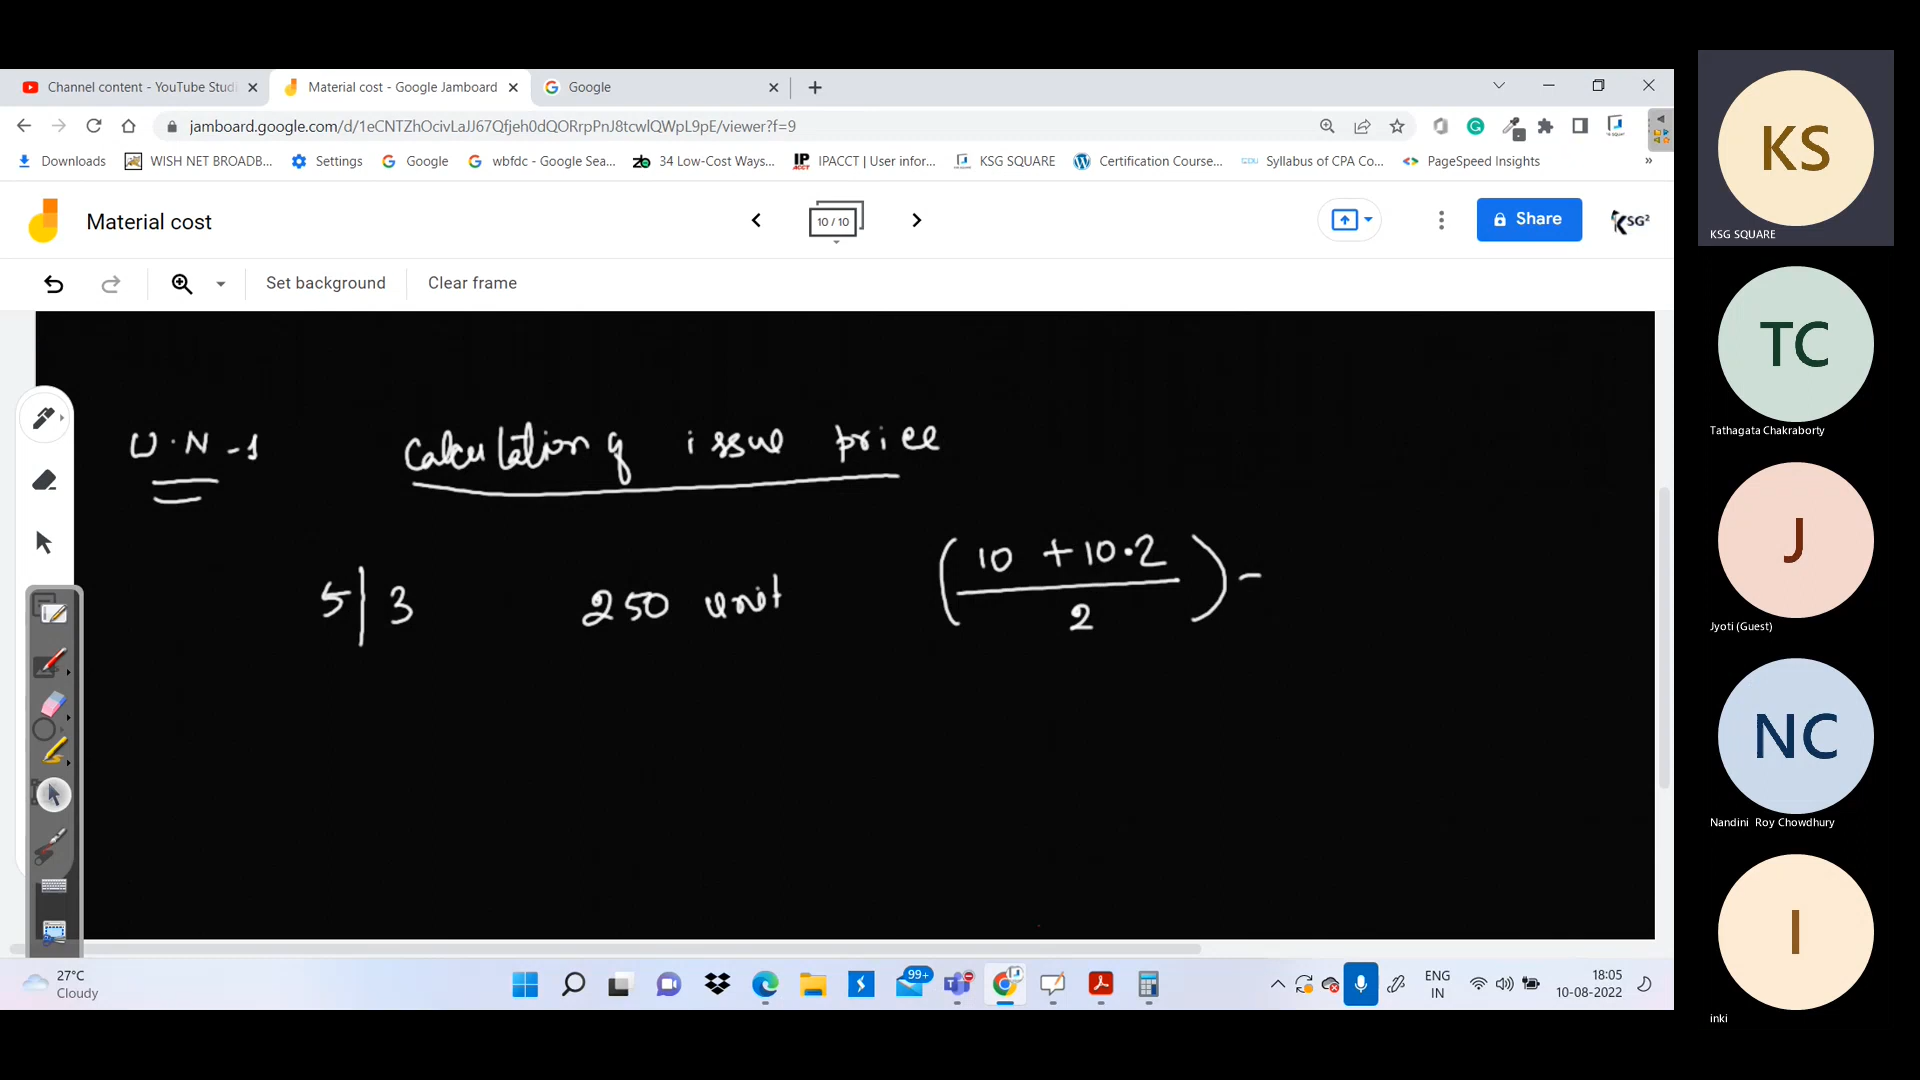 Channel content - YouTube Stud
Material cost - Google Jamboard
Google
jamboard.google.com/d/1eCNTZhOcivLaJJ67Qfjeh0dQORrpPnJ8tcwlQWpL9pE/viewer?f=9
Downloads
WISH NET BROADB...
Settings
Google
wbfdc - Google Sea...
34 Low-Cost Ways...
IPACCT | User infor...
KSG SQUARE
Certification Course...
Syllabus of CPA Co...
PageSpeed Insights
»
Material cost
10 / 10
Share
KSG²
Set background
Clear frame
U.N-1 Calculation of issue price
5|3 250 unit (10 + 10.2 / 2) -
27°C
Cloudy
99+
ENG
IN
18:05
10-08-2022
KS
KSG SQUARE
TC
Tathagata Chakraborty
J
Jyoti (Guest)
NC
Nandini Roy Chowdhury
I
inki